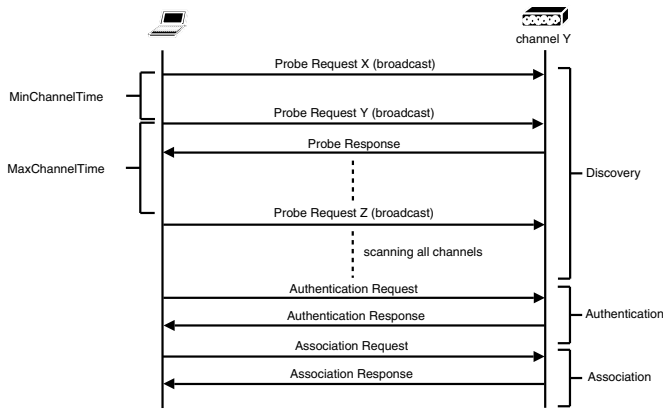 channel Y
Probe Request X (broadcast)
MinChannelTime
Probe Request Y (broadcast)
Probe Response
MaxChannelTime
Discovery
Probe Request Z (broadcast)
scanning all channels
Authentication Request
Authentication
Authentication Response
Association Request
Association Response
Association